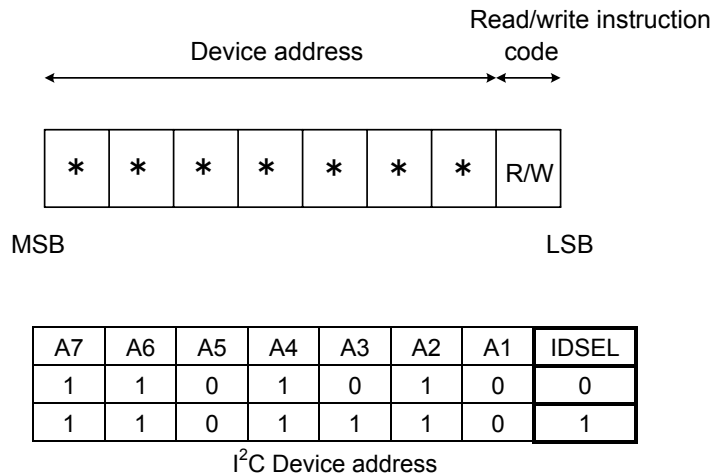 Read/write instruction
Device address code
* * * * * * * R/W
MSB LSB
A7 A6 A5 A4 A3 A2 A1 IDSEL
1 1 0 1 0 1 0 0
1 1 0 1 1 1 0 1
I²C Device address